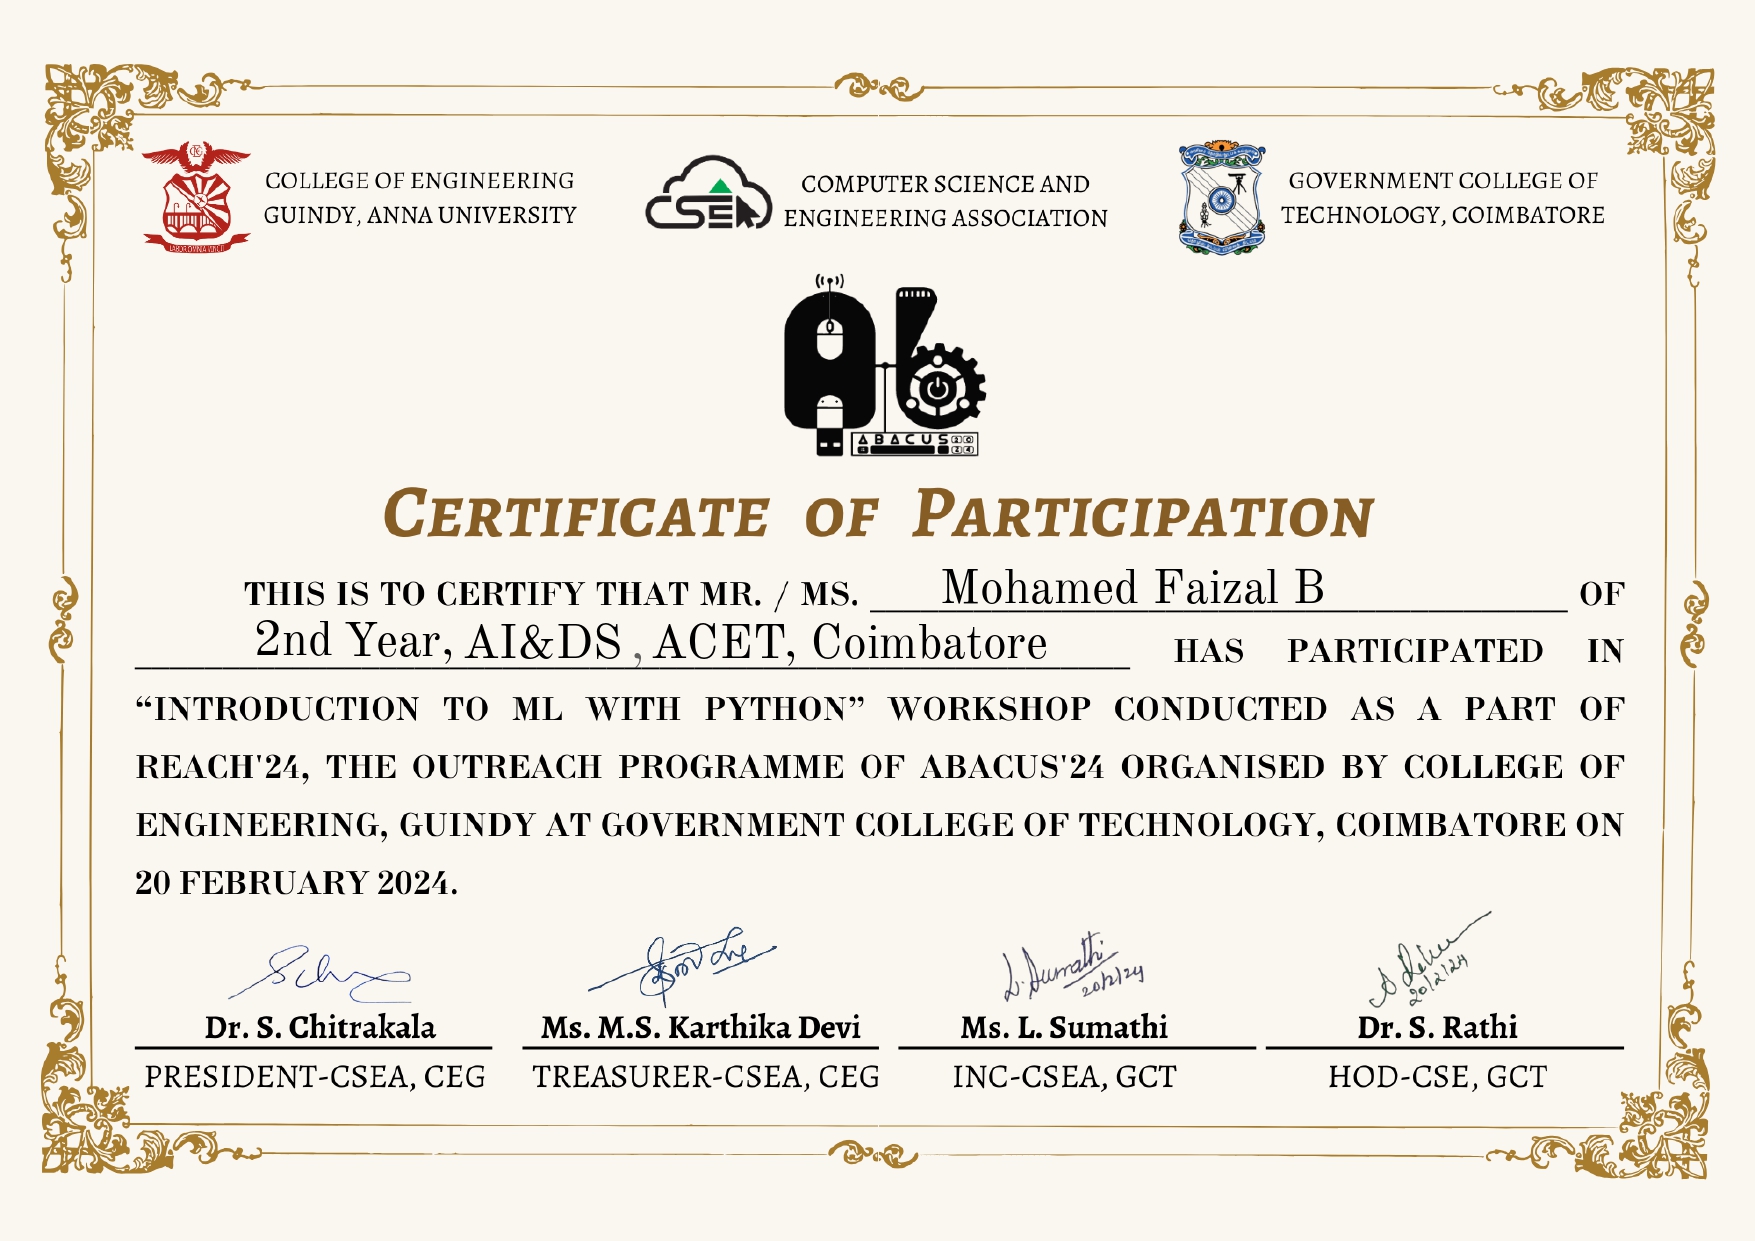 COLLEGE OF ENGINEERING
GUINDY, ANNA UNIVERSITY
LABOR OMNIA VINCIT
CSEA
COMPUTER SCIENCE AND
ENGINEERING ASSOCIATION
GOVERNMENT COLLEGE OF
TECHNOLOGY, COIMBATORE
Ab
ABACUS 2024
CERTIFICATE OF PARTICIPATION
THIS IS TO CERTIFY THAT MR. / MS. Mohamed Faizal B OF
2nd Year, AI&DS , ACET, Coimbatore HAS PARTICIPATED IN
“INTRODUCTION TO ML WITH PYTHON” WORKSHOP CONDUCTED AS A PART OF
REACH'24, THE OUTREACH PROGRAMME OF ABACUS'24 ORGANISED BY COLLEGE OF
ENGINEERING, GUINDY AT GOVERNMENT COLLEGE OF TECHNOLOGY, COIMBATORE ON
20 FEBRUARY 2024.
L. Sumathi
20/2/24
20/2/24
Dr. S. Chitrakala
Ms. M.S. Karthika Devi
Ms. L. Sumathi
Dr. S. Rathi
PRESIDENT-CSEA, CEG
TREASURER-CSEA, CEG
INC-CSEA, GCT
HOD-CSE, GCT